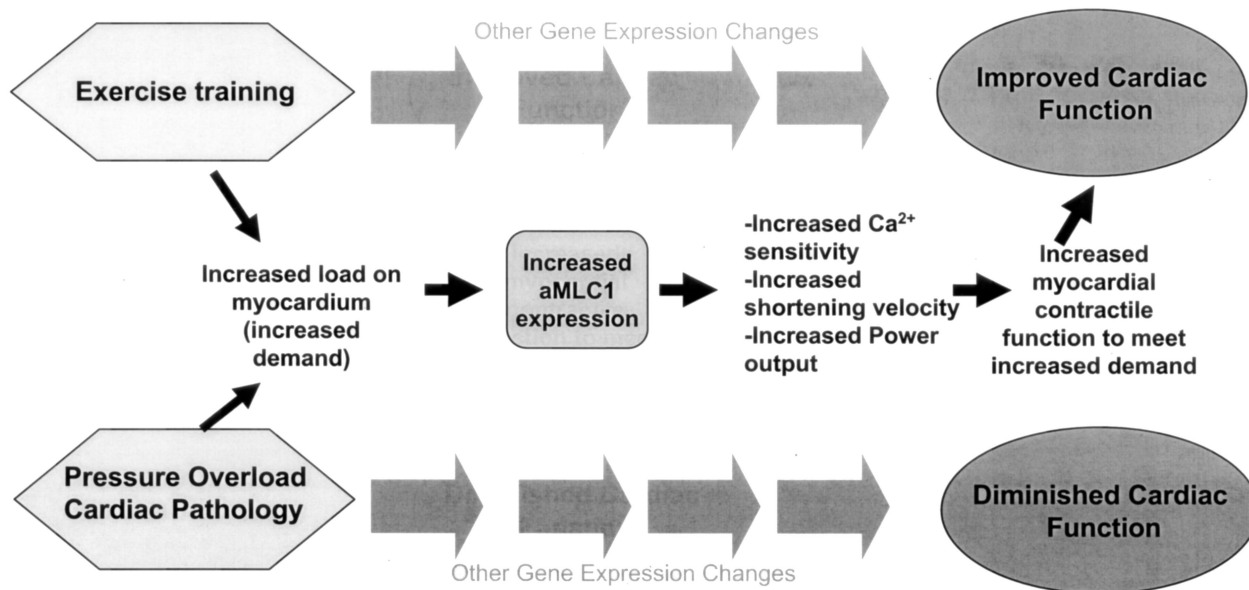 Other Gene Expression Changes
Exercise training
Improved Cardiac
Function
Increased load on
myocardium
(increased
demand)
Increased
aMLC1
expression
-Increased Ca²⁺
sensitivity
-Increased
shortening velocity
-Increased Power
output
Increased
myocardial
contractile
function to meet
increased demand
Pressure Overload
Cardiac Pathology
Diminished Cardiac
Function
Other Gene Expression Changes